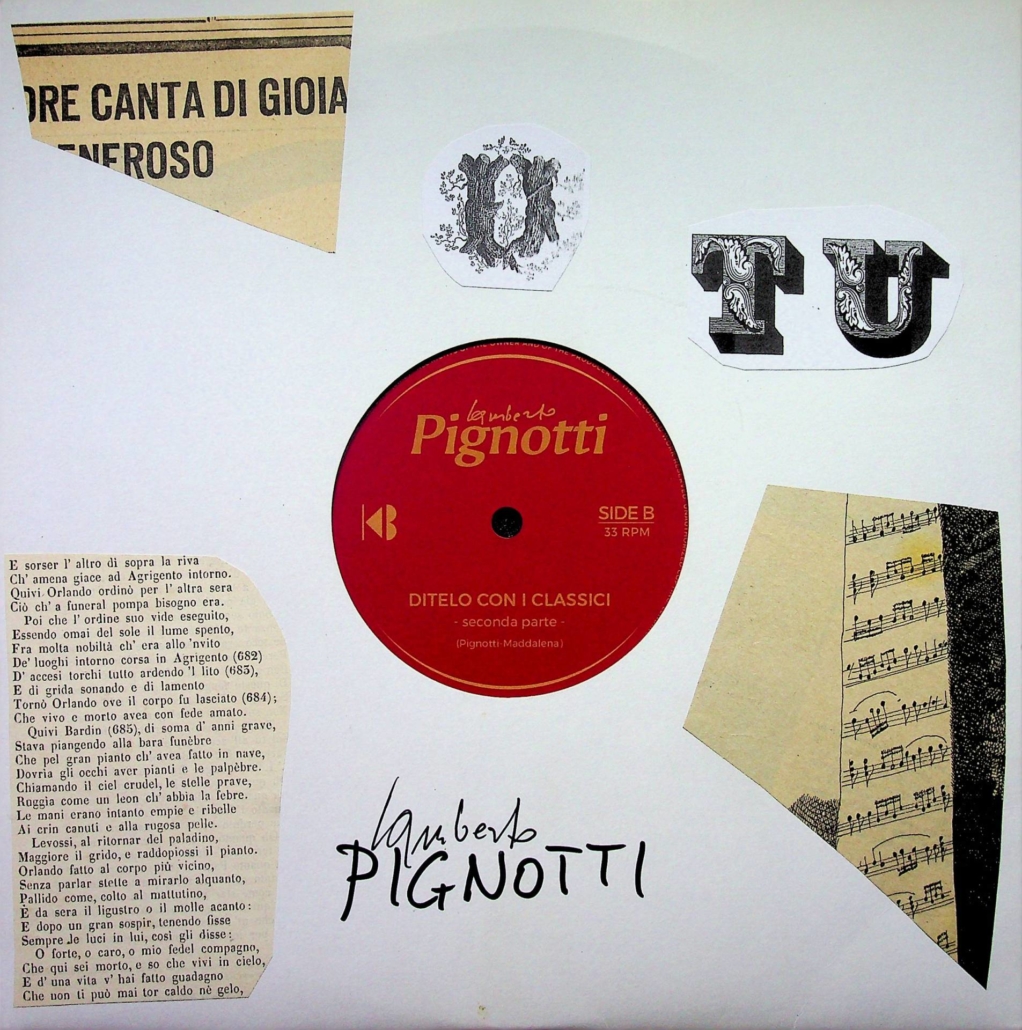 ORE CANTA DI GIOIA
ENEROSO
TU
OF THE OWNER AND OF THE PRODUCER OF THE
Lamberto
Pignotti
SIDE B
33 RPM
DITELO CON I CLASSICI
- seconda parte -
(Pignotti-Maddalena)
E sorser l' altro dì sopra la riva
Ch' amena giace ad Agrigento intorno.
Quivi Orlando ordinò per l' altra sera
Ciò ch' a funeral pompa bisogno era.
Poi che l' ordine suo vide eseguito,
Essendo omai del sole il lume spento,
Fra molta nobiltà ch' era allo 'nvito
De' luoghi intorno corsa in Agrigento (682)
D' accesi torchi tutto ardendo 'l lito (683),
E di grida sonando e di lamento
Tornò Orlando ove il corpo fu lasciato (684);
Che vivo e morto avea con fede amato.
Quivi Bardin (685), di soma d' anni grave,
Stava piangendo alla bara funèbre
Che pel gran pianto ch' avea fatto in nave,
Dovria gli occhi aver pianti e le palpèbre.
Chiamando il ciel crudel, le stelle prave,
Ruggia come un leon ch' abbia la febre.
Le mani erano intanto empie e ribelle
Ai crin canuti e alla rugosa pelle.
Levossi, al ritornar del paladino,
Maggiore il grido, e raddopiossi il pianto.
Orlando fatto al corpo più vicino,
Senza parlar stette a mirarlo alquanto,
Pallido come, colto al mattutino,
È da sera il ligustro o il molle acanto:
E dopo un gran sospir, tenendo fisse
Sempre le luci in lui, così gli disse:
O forte, o caro, o mio fedel compagno,
Che qui sei morto, e so che vivi in cielo,
E d' una vita v' hai fatto guadagno
Che non ti può mai tor caldo nè gelo,
Lamberto
PIGNOTTI